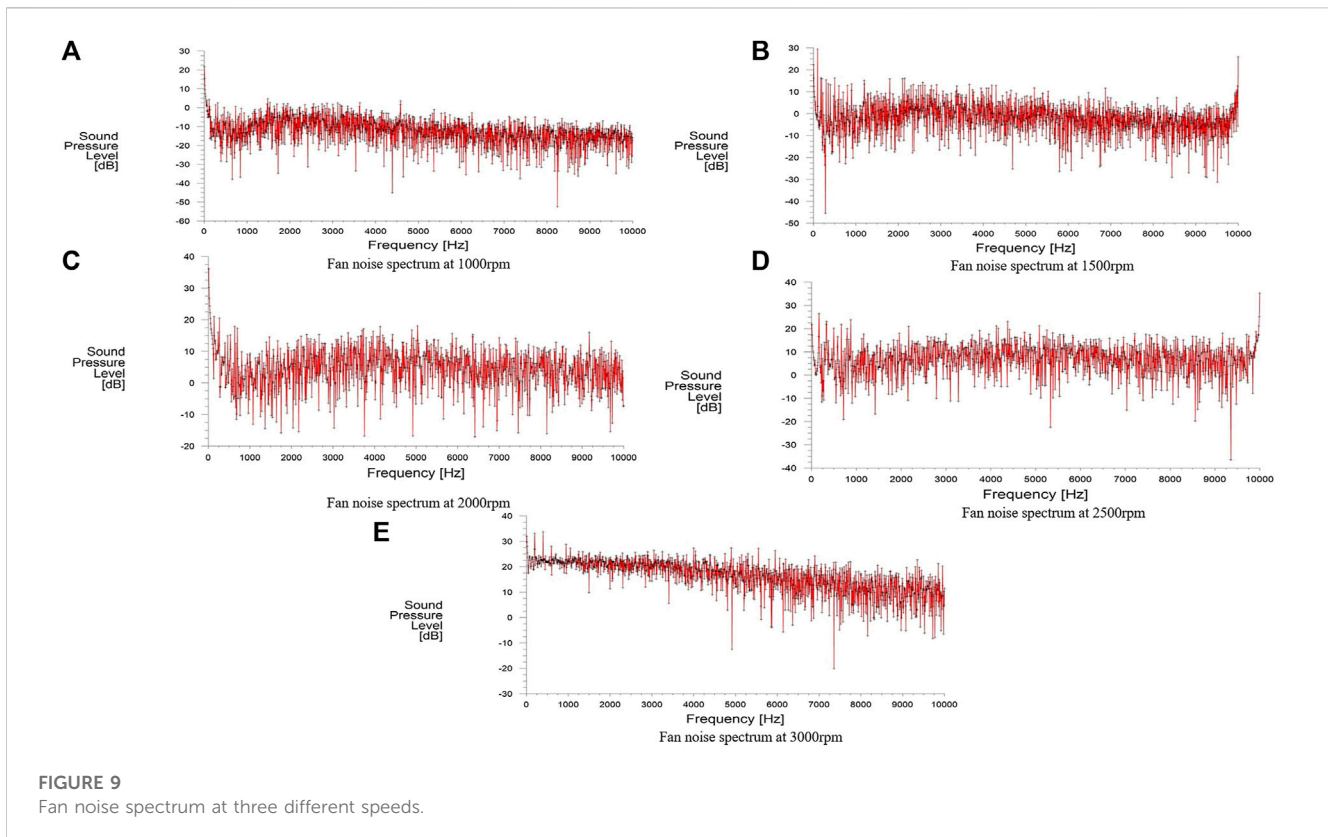 A
30
20
10
0
-10
-20
-30
-40
-50
-60
Sound
Pressure
Level
[dB]
0 1000 2000 3000 4000 5000 6000 7000 8000 9000 10000
Frequency [Hz]
Fan noise spectrum at 1000rpm
B
30
20
10
0
-10
-20
-30
-40
-50
Sound
Pressure
Level
[dB]
0 1000 2000 3000 4000 5000 6000 7000 8000 9000 10000
Frequency [Hz]
Fan noise spectrum at 1500rpm
C
40
30
20
10
0
-10
-20
Sound
Pressure
Level
[dB]
0 1000 2000 3000 4000 5000 6000 7000 8000 9000 10000
Frequency [Hz]
Fan noise spectrum at 2000rpm
D
40
30
20
10
0
-10
-20
-30
-40
Sound
Pressure
Level
[dB]
0 1000 2000 3000 4000 5000 6000 7000 8000 9000 10000
Frequency [Hz]
Fan noise spectrum at 2500rpm
E
40
30
20
10
0
-10
-20
-30
Sound
Pressure
Level
[dB]
0 1000 2000 3000 4000 5000 6000 7000 8000 9000 10000
Frequency [Hz]
Fan noise spectrum at 3000rpm
FIGURE 9
Fan noise spectrum at three different speeds.